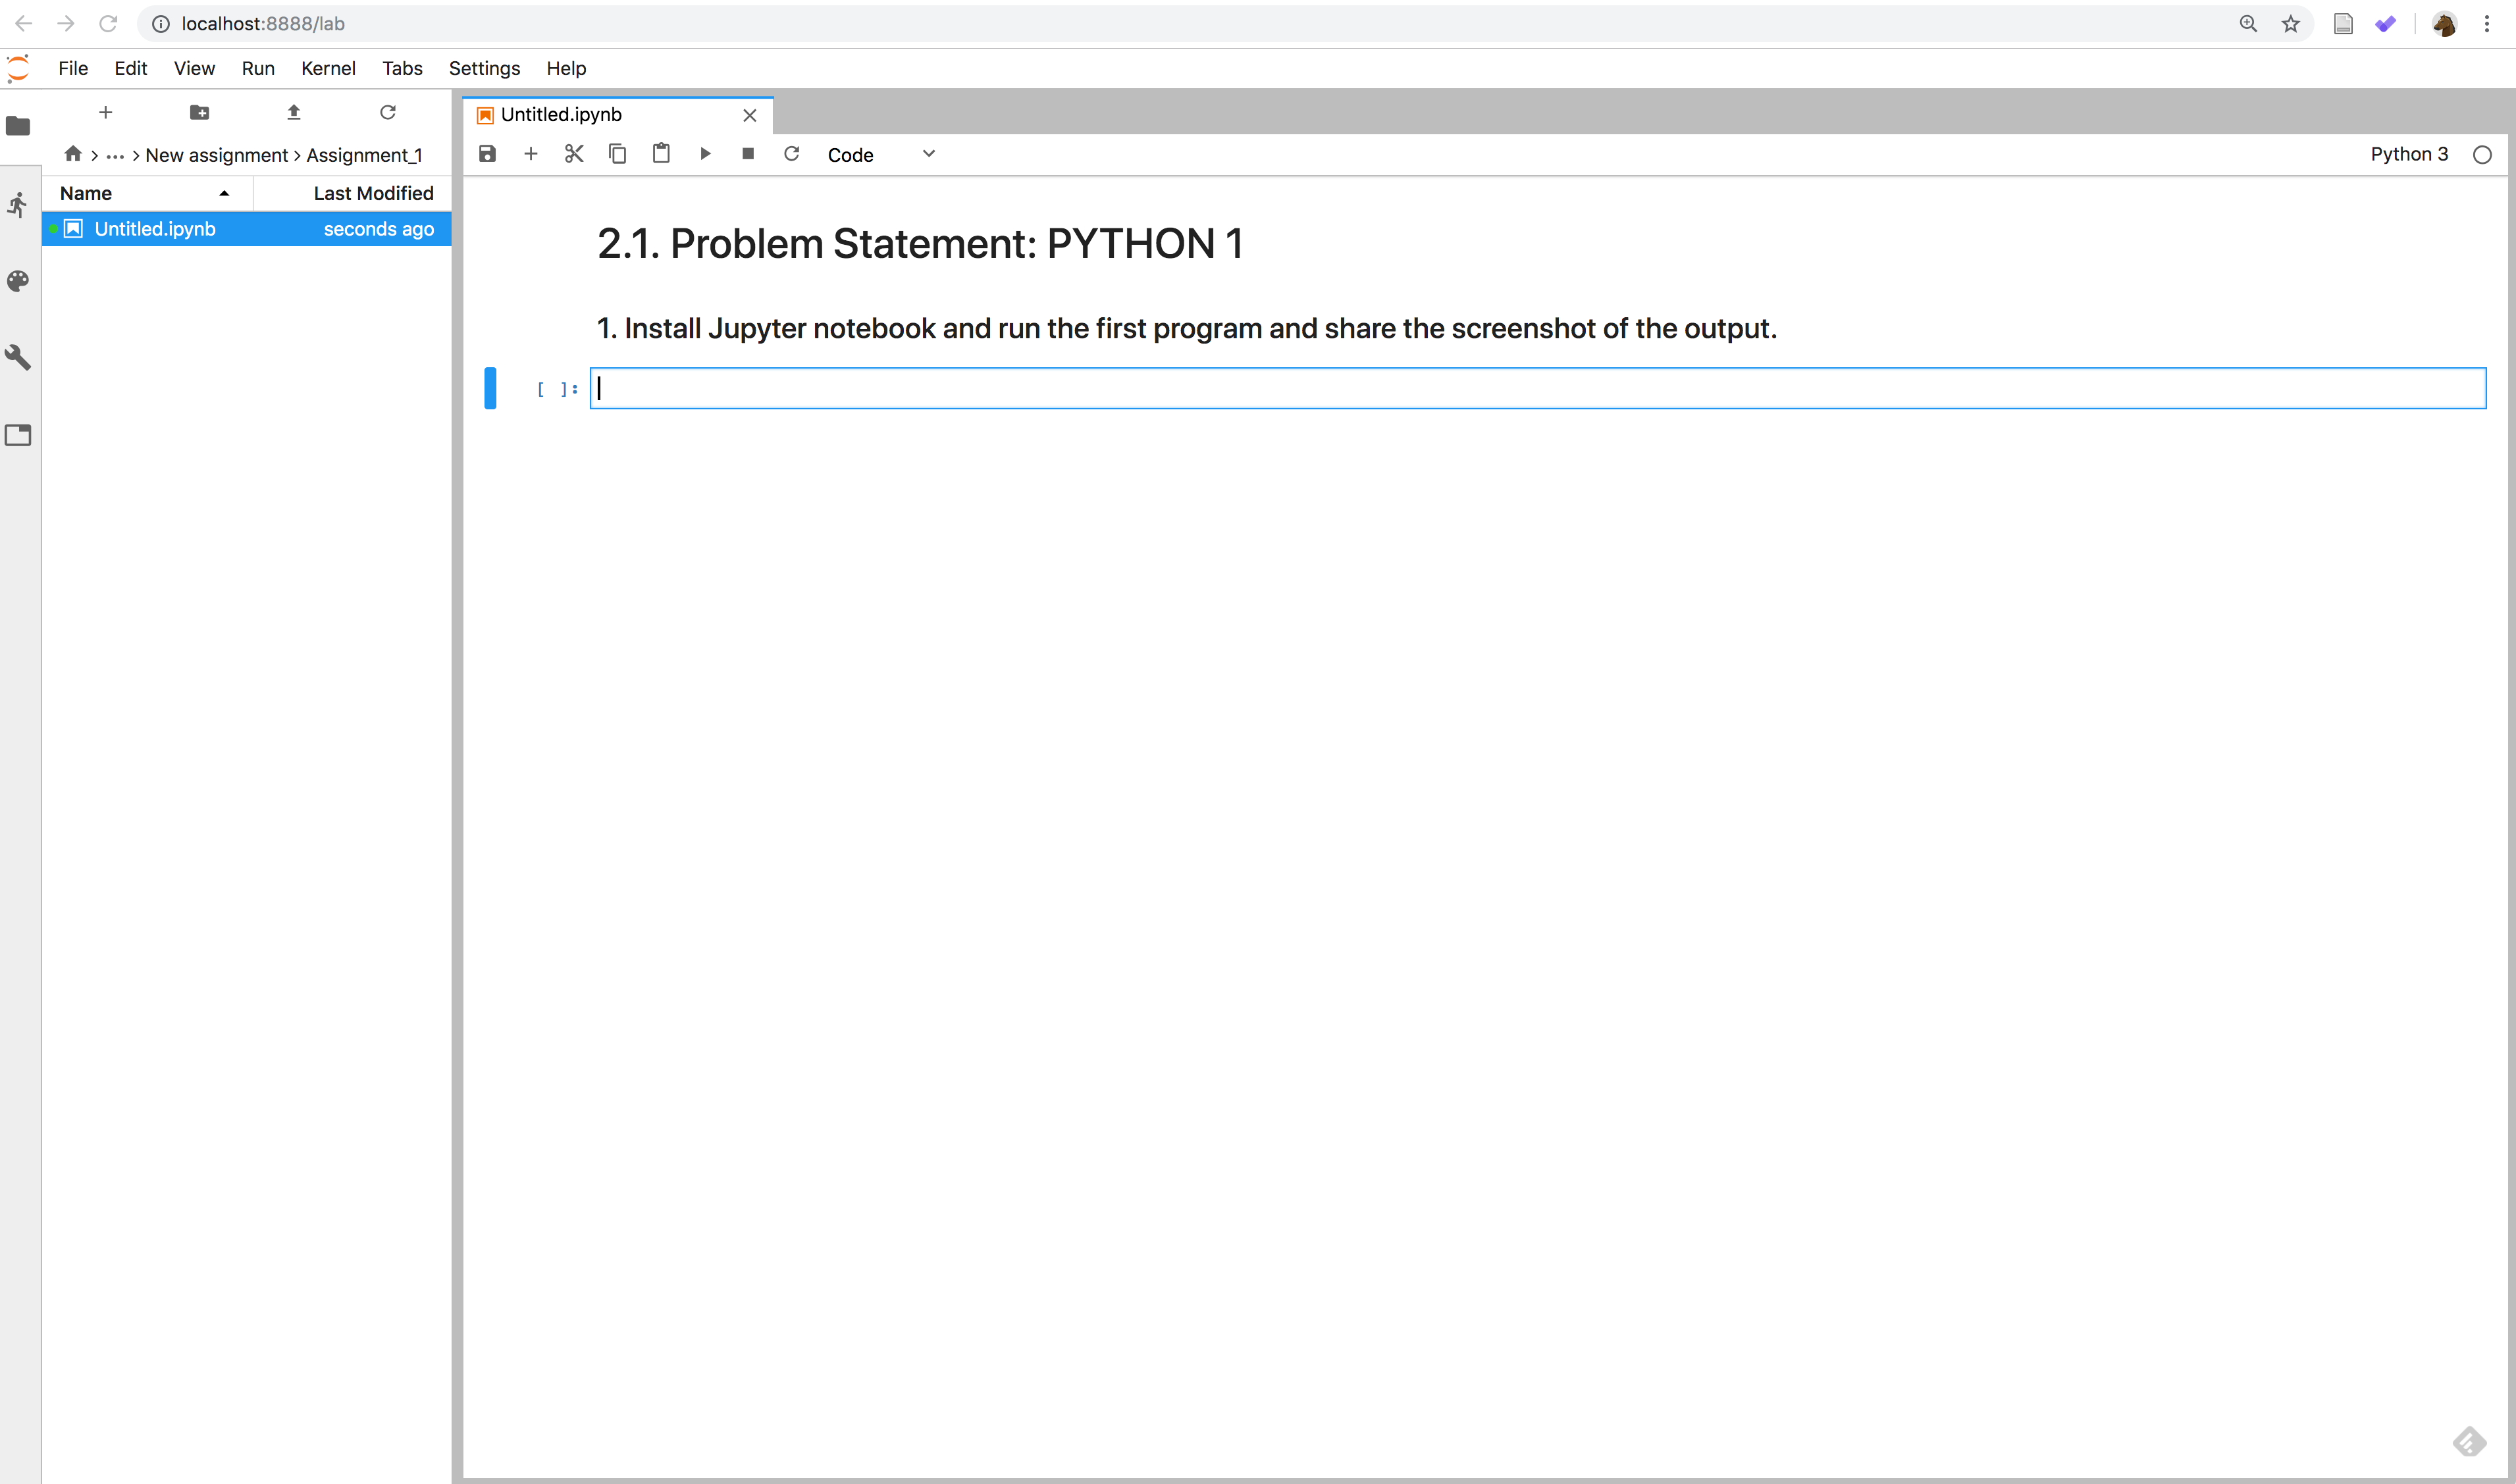 localhost:8888/lab
File Edit View Run Kernel Tabs Settings Help
Untitled.ipynb
... > New assignment > Assignment_1
Code
Python 3
Name Last Modified
Untitled.ipynb seconds ago
2.1. Problem Statement: PYTHON 1
1. Install Jupyter notebook and run the first program and share the screenshot of the output.
[ ]: